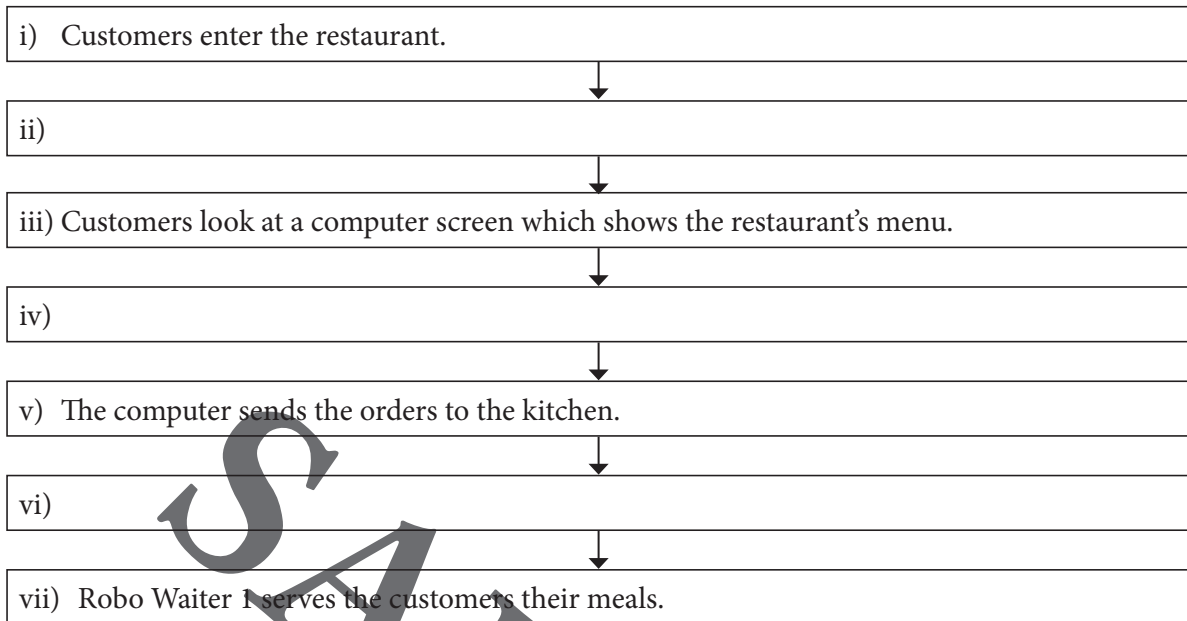 i) Customers enter the restaurant.
ii)
iii) Customers look at a computer screen which shows the restaurant's menu.
iv)
v) The computer sends the orders to the kitchen.
vi)
vii) Robo Waiter 1 serves the customers their meals.